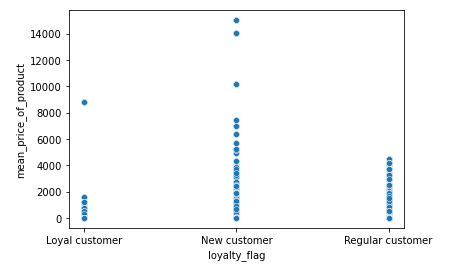 14000
12000
10000
8000
6000
4000
2000
0
mean_price_of_product
Loyal customer New customer Regular customer
loyalty_flag